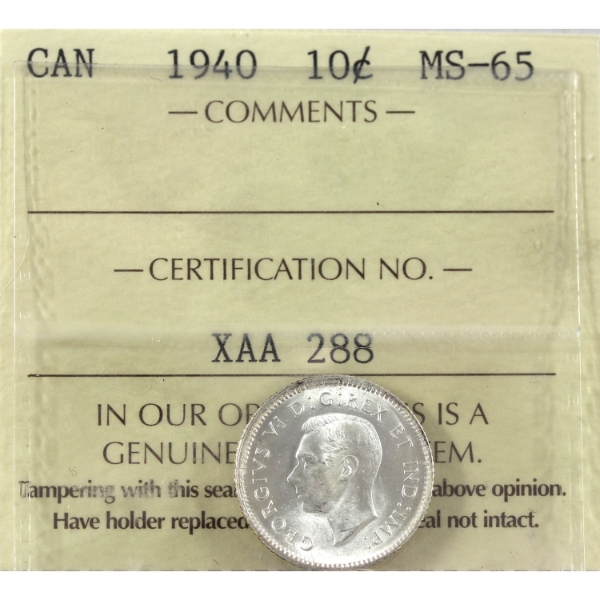 CAN 1940 10¢ MS-65
— COMMENTS —
— CERTIFICATION NO. —
XAA 288
IN OUR OP S IS A
GENUINE EM.
Tampering with this sea above opinion.
Have holder replaced eal not intact.
GEORGIVS VI D:G:REX ET IND:IMP: